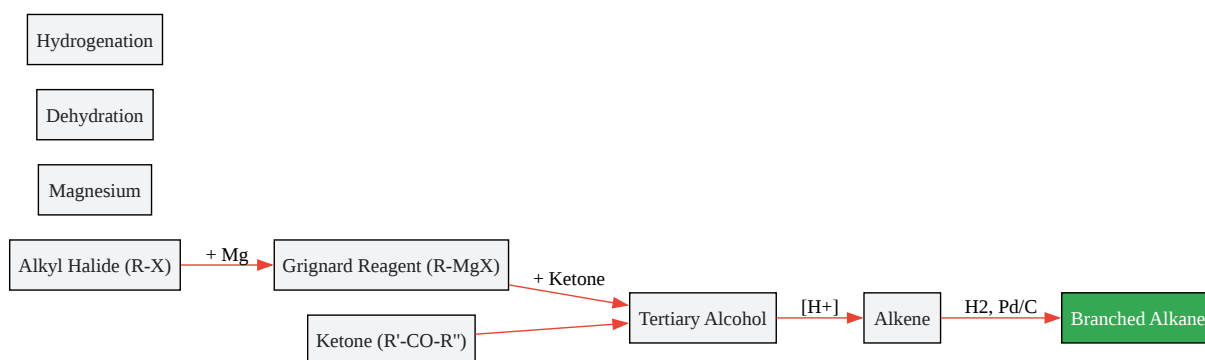 Hydrogenation
Dehydration
Magnesium
Alkyl Halide (R-X)
+ Mg
Grignard Reagent (R-MgX)
+ Ketone
Ketone (R'-CO-R")
Tertiary Alcohol
[H+]
Alkene
H2, Pd/C
Branched Alkane